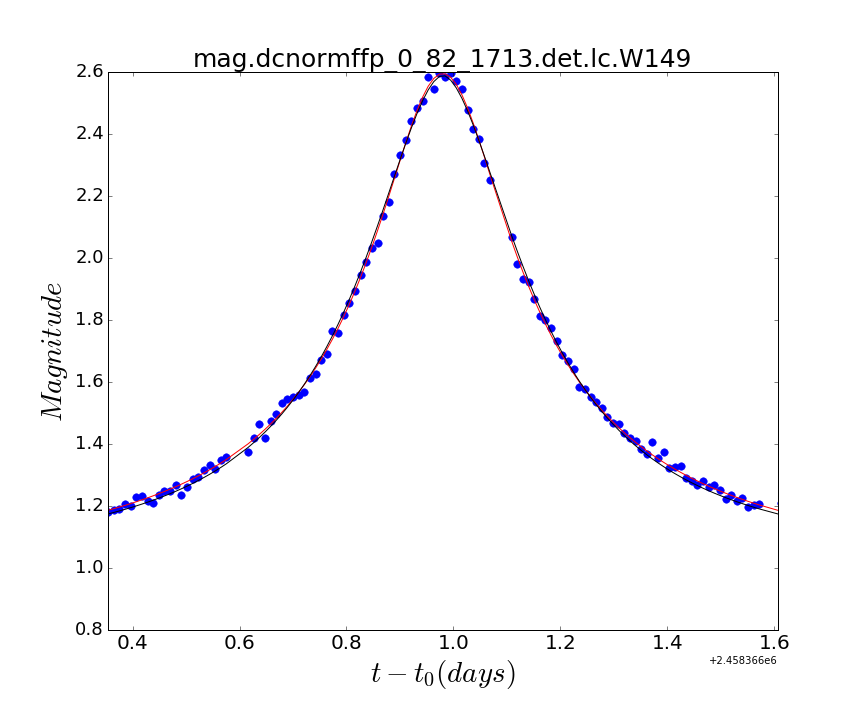 mag.dcnormffp_0_82_1713.det.lc.W149
2.6
2.4
2.2
2.0
1.8
1.6
1.4
1.2
1.0
0.8
Magnitude
0.4 0.6 0.8 1.0 1.2 1.4 1.6
+2.458366e6
t − t₀(days)